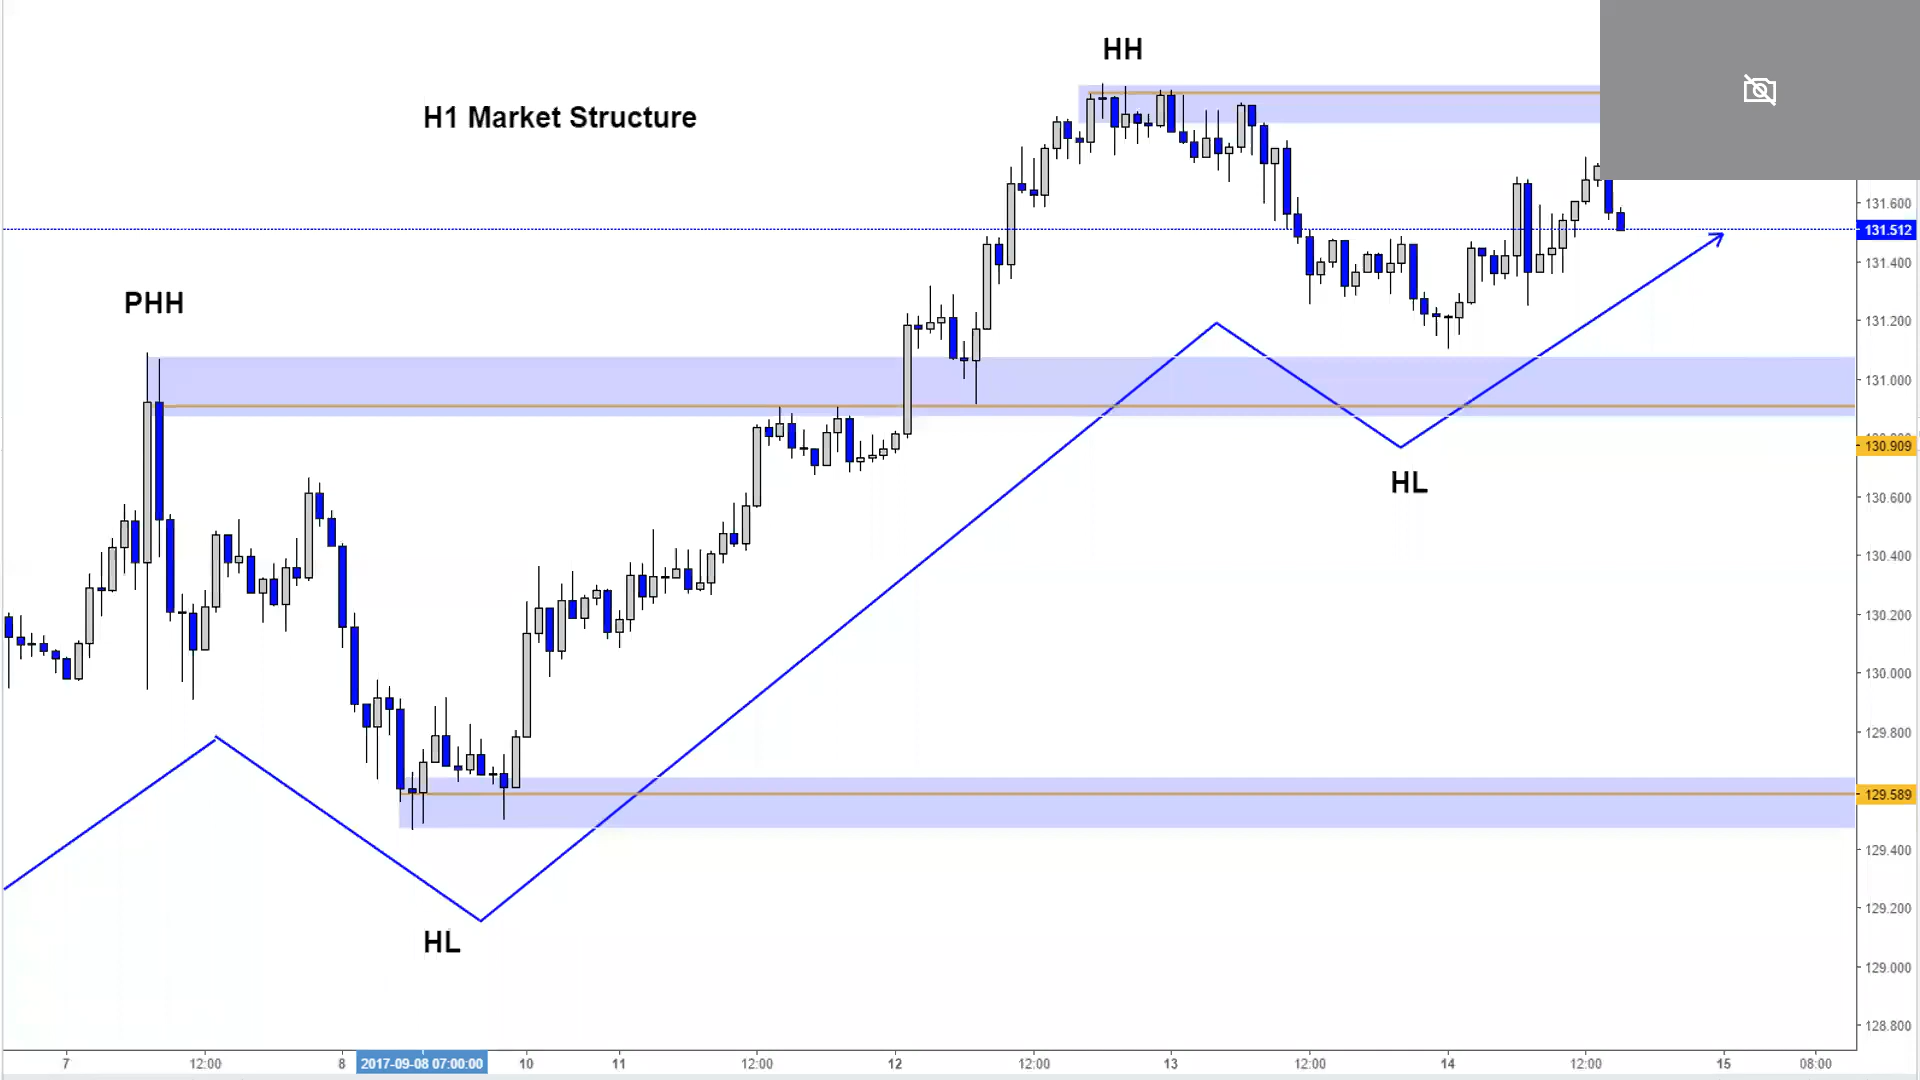 HH
H1 Market Structure
131.600
131.512
131.400
PHH
131.200
131.000
130.909
HL
130.600
130.400
130.200
130.000
129.800
129.589
129.400
129.200
HL
129.000
128.800
7 12:00 8 2017-09-08 07:00:00 10 11 12:00 12 12:00 13 12:00 14 12:00 15 08:00